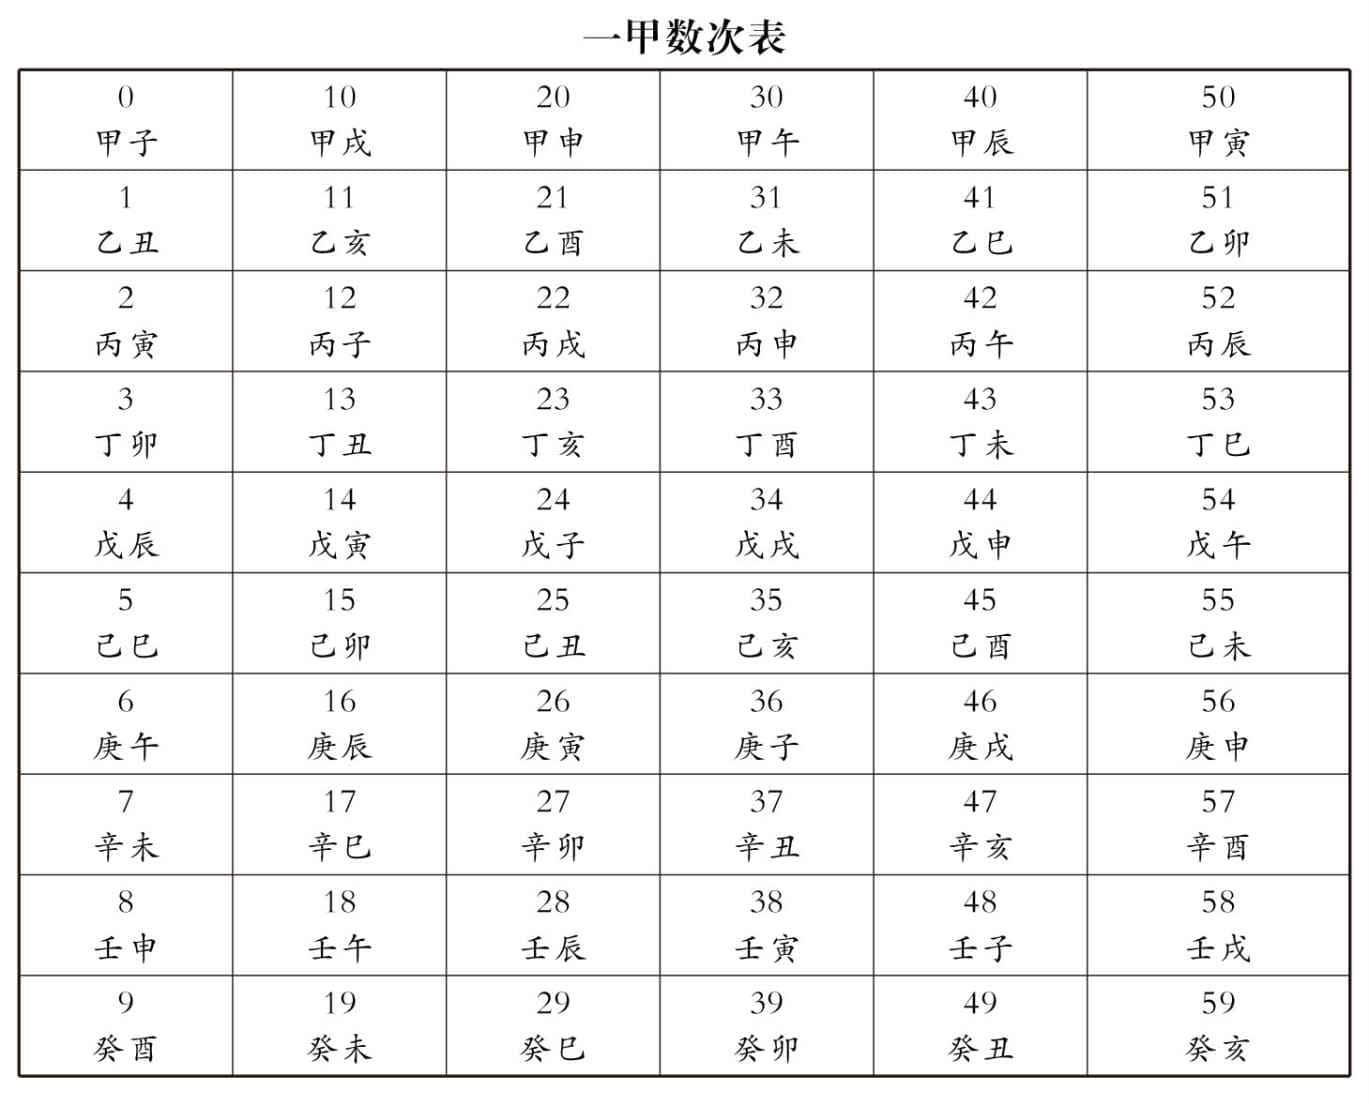 一甲数次表
0 10 20 30 40 50
甲子 甲戌 甲申 甲午 甲辰 甲寅
1 11 21 31 41 51
乙丑 乙亥 乙酉 乙未 乙巳 乙卯
2 12 22 32 42 52
丙寅 丙子 丙戌 丙申 丙午 丙辰
3 13 23 33 43 53
丁卯 丁丑 丁亥 丁酉 丁未 丁巳
4 14 24 34 44 54
戊辰 戊寅 戊子 戊戌 戊申 戊午
5 15 25 35 45 55
己巳 己卯 己丑 己亥 己酉 己未
6 16 26 36 46 56
庚午 庚辰 庚寅 庚子 庚戌 庚申
7 17 27 37 47 57
辛未 辛巳 辛卯 辛丑 辛亥 辛酉
8 18 28 38 48 58
壬申 壬午 壬辰 壬寅 壬子 壬戌
9 19 29 39 49 59
癸酉 癸未 癸巳 癸卯 癸丑 癸亥